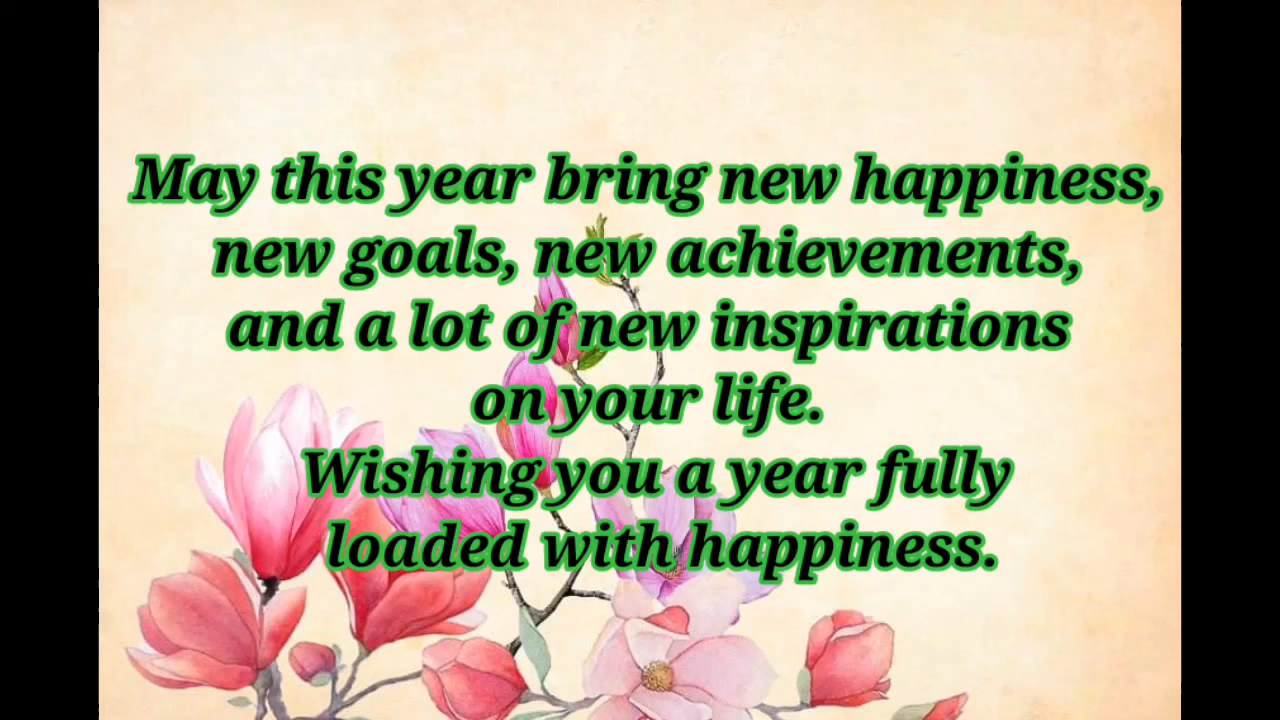 May this year bring new happiness,
new goals, new achievements,
and a lot of new inspirations
on your life.
Wishing you a year fully
loaded with happiness.